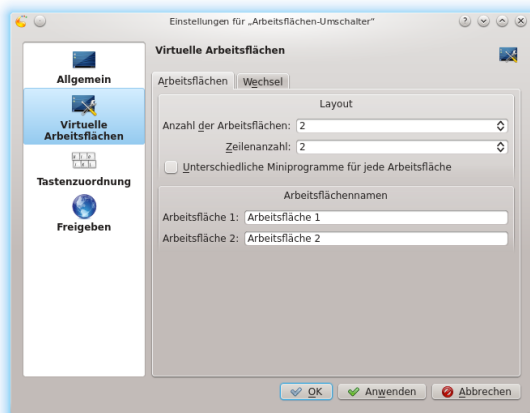 Einstellungen für „Arbeitsflächen-Umschalter“
Allgemein
Virtuelle
Arbeitsflächen
Tastenzuordnung
Freigeben
Virtuelle Arbeitsflächen
Arbeitsflächen
Wechsel
Layout
Anzahl der Arbeitsflächen: 2
Zeilenanzahl: 2
Unterschiedliche Miniprogramme für jede Arbeitsfläche
Arbeitsflächennamen
Arbeitsfläche 1: Arbeitsfläche 1
Arbeitsfläche 2: Arbeitsfläche 2
OK
Anwenden
Abbrechen